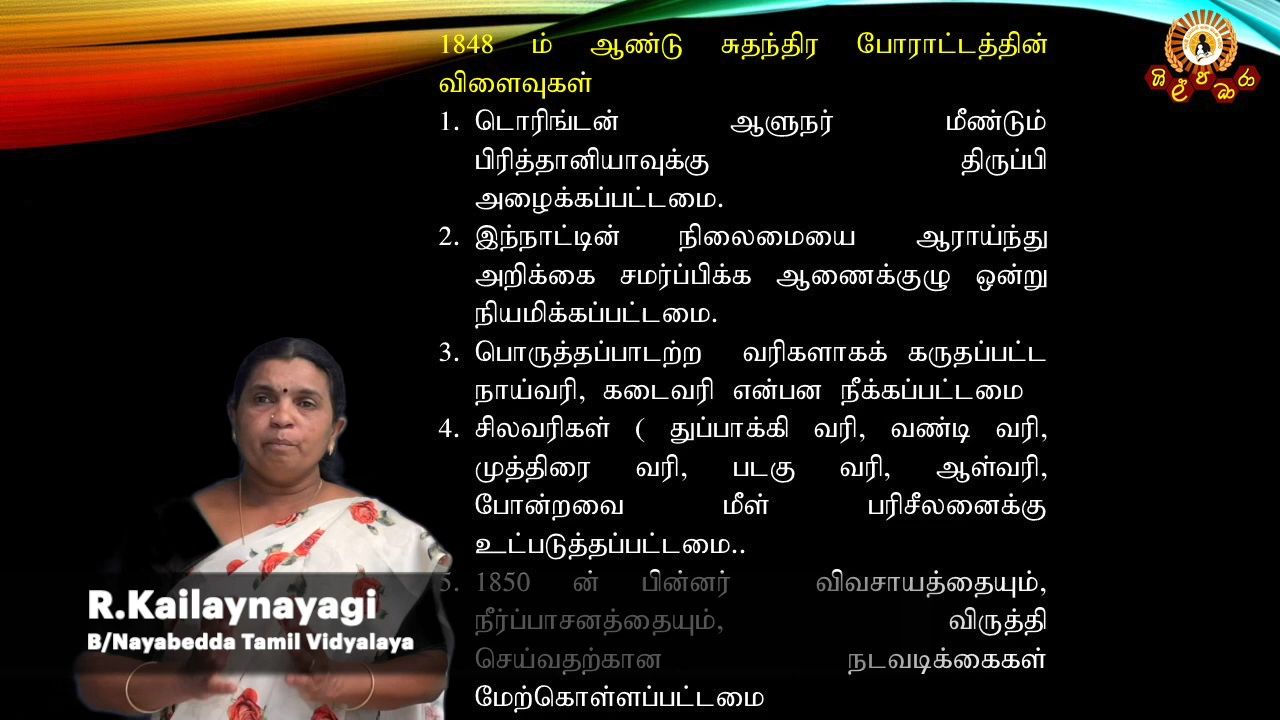 1848 ம் ஆண்டு சுதந்திர போராட்டத்தின்
விளைவுகள்
1. டொரிங்டன் ஆளுநர் மீண்டும்
பிரித்தானியாவுக்கு திருப்பி
அழைக்கப்பட்டமை.
2. இந்நாட்டின் நிலைமையை ஆராய்ந்து
அறிக்கை சமர்ப்பிக்க ஆணைக்குழு ஒன்று
நியமிக்கப்பட்டமை.
3. பொருத்தப்பாடற்ற வரிகளாகக் கருதப்பட்ட
நாய்வரி, கடைவரி என்பன நீக்கப்பட்டமை
4. சிலவரிகள் ( துப்பாக்கி வரி, வண்டி வரி,
முத்திரை வரி, படகு வரி, ஆள்வரி,
போன்றவை மீள் பரிசீலனைக்கு
உட்படுத்தப்பட்டமை..
5. 1850 ன் பின்னர் விவசாயத்தையும்,
நீர்ப்பாசனத்தையும், விருத்தி
செய்வதற்கான நடவடிக்கைகள்
மேற்கொள்ளப்பட்டமை
R.Kailaynayagi
B/Nayabedda Tamil Vidyalaya